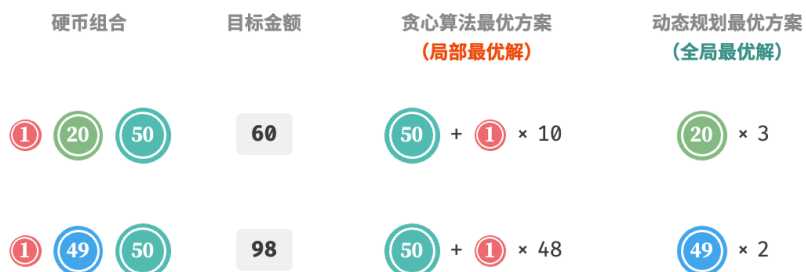 硬币组合 目标金额 贪心算法最优方案 动态规划最优方案
（局部最优解） （全局最优解）
1 20 50 60 50 + 1 × 10 20 × 3
1 49 50 98 50 + 1 × 48 49 × 2